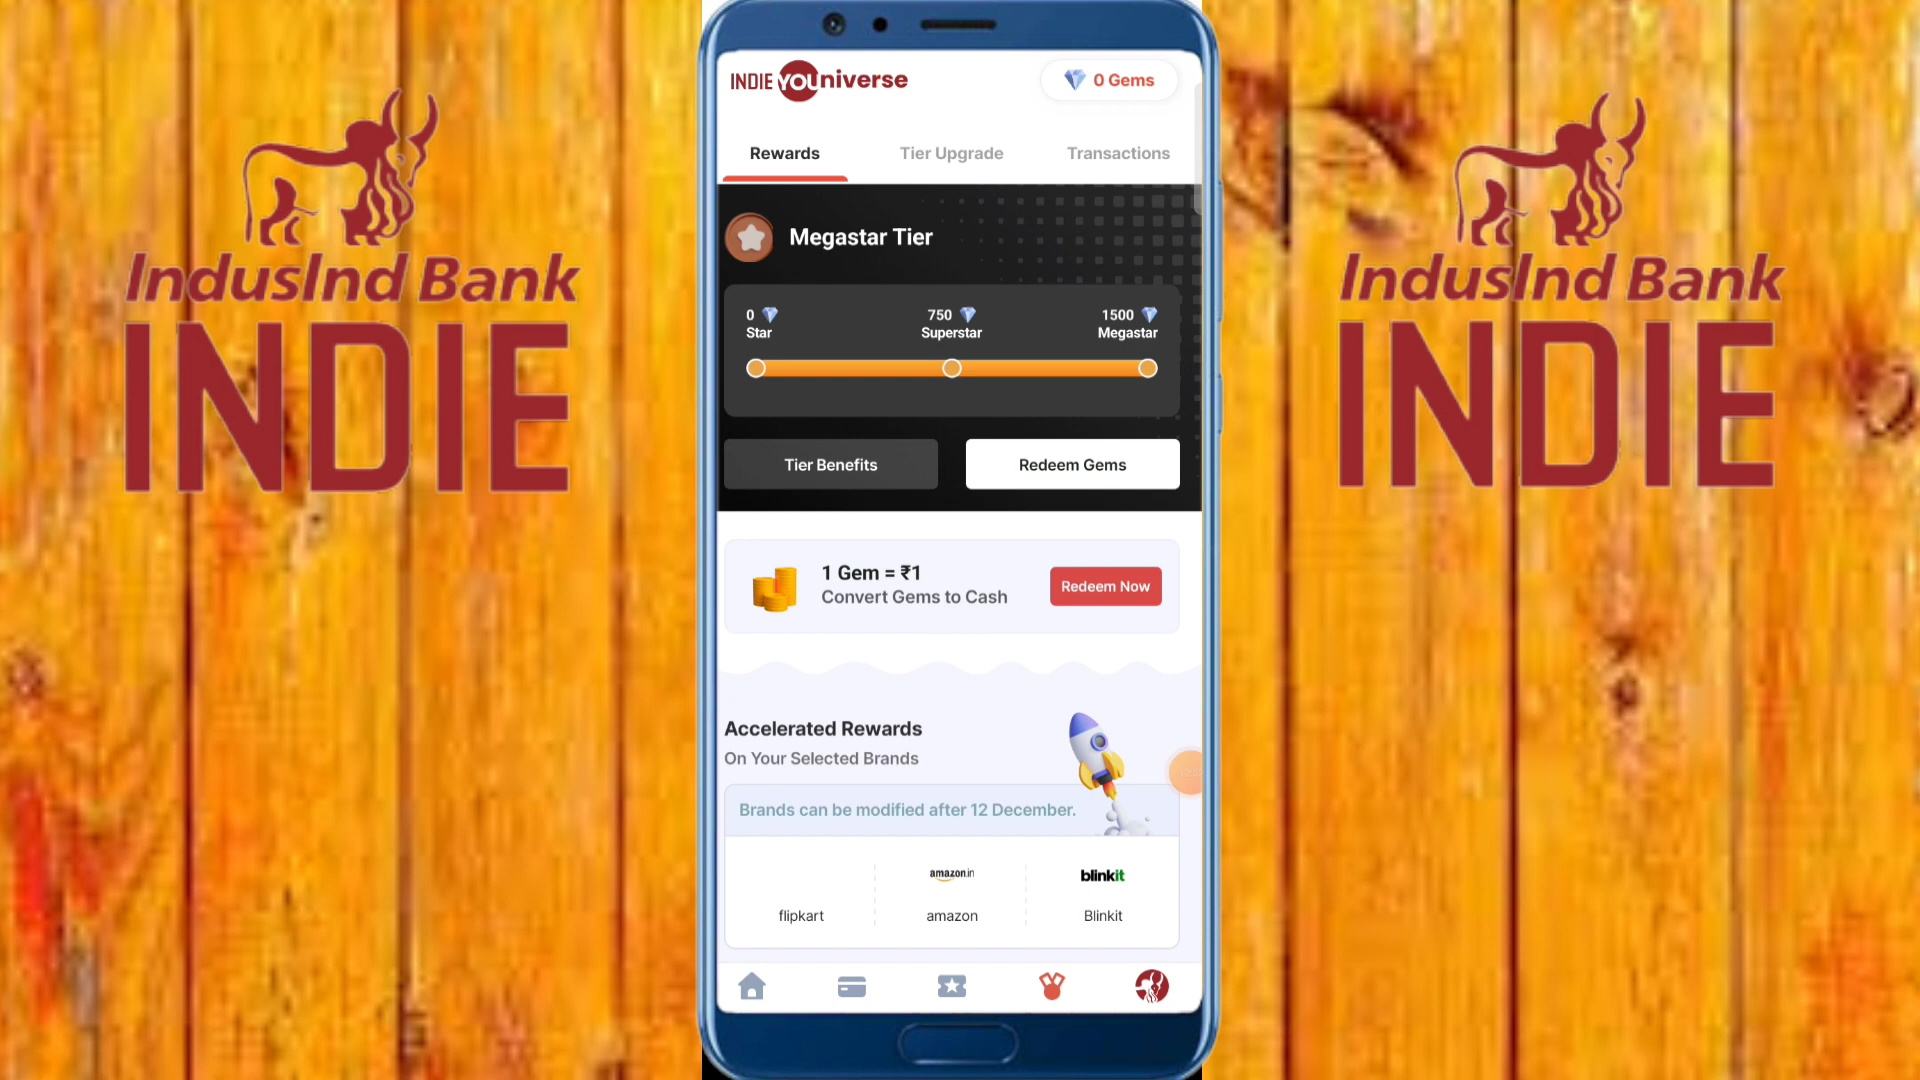 IndusInd Bank
INDIE
INDIE YOUniverse
0 Gems
Rewards
Tier Upgrade
Transactions
Megastar Tier
0
750
1500
Star
Superstar
Megastar
Tier Benefits
Redeem Gems
1 Gem = ₹1
Convert Gems to Cash
Redeem Now
Accelerated Rewards
On Your Selected Brands
Brands can be modified after 12 December.
amazon.in
blinkit
flipkart
amazon
Blinkit
IndusInd Bank
INDIE